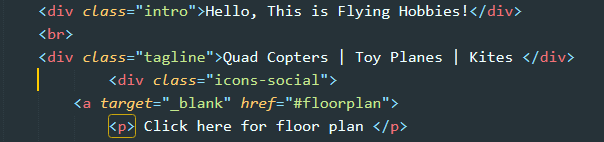 <div class="intro">Hello, This is Flying Hobbies!</div>
<br>
<div class="tagline">Quad Copters | Toy Planes | Kites </div>
<div class="icons-social">
<a target="_blank" href="#floorplan">
<p> Click here for floor plan </p>